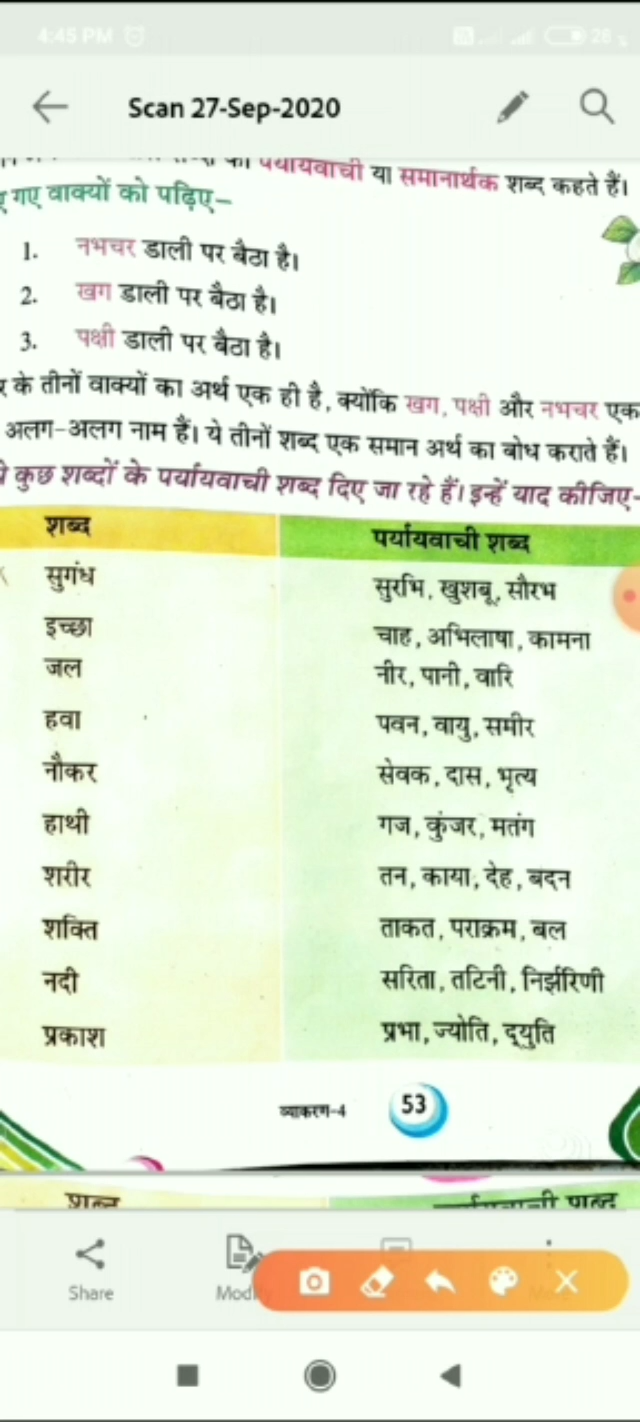 4:45 PM
Scan 27-Sep-2020
पर्यायवाची या समानार्थक शब्द कहते हैं।
गए वाक्यों को पढ़िए–
1. नभचर डाली पर बैठा है।
2. खग डाली पर बैठा है।
3. पक्षी डाली पर बैठा है।
के तीनों वाक्यों का अर्थ एक ही है, क्योंकि खग, पक्षी और नभचर एक
अलग-अलग नाम हैं। ये तीनों शब्द एक समान अर्थ का बोध कराते हैं।
कुछ शब्दों के पर्यायवाची शब्द दिए जा रहे हैं। इन्हें याद कीजिए-
शब्द पर्यायवाची शब्द
सुगंध सुरभि, खुशबू, सौरभ
इच्छा चाह, अभिलाषा, कामना
जल नीर, पानी, वारि
हवा पवन, वायु, समीर
नौकर सेवक, दास, भृत्य
हाथी गज, कुंजर, मतंग
शरीर तन, काया, देह, बदन
शक्ति ताकत, पराक्रम, बल
नदी सरिता, तटिनी, निर्झरिणी
प्रकाश प्रभा, ज्योति, द्युति
व्याकरण-4 53
Share